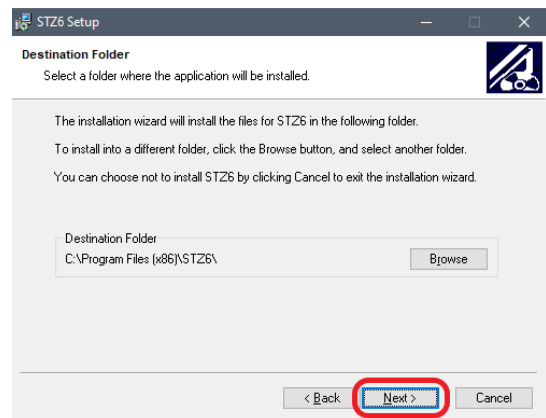 STZ6 Setup
Destination Folder
Select a folder where the application will be installed.
The installation wizard will install the files for STZ6 in the following folder.
To install into a different folder, click the Browse button, and select another folder.
You can choose not to install STZ6 by clicking Cancel to exit the installation wizard.
Destination Folder
C:\Program Files (x86)\STZ6\
Browse
< Back
Next >
Cancel